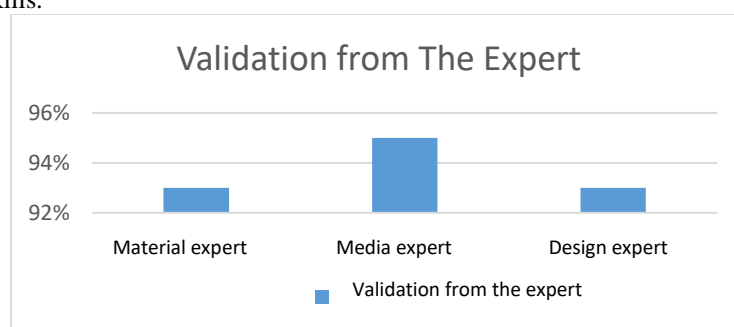 Validation from The Expert
96%
94%
92%
Material expert Media expert Design expert
Validation from the expert